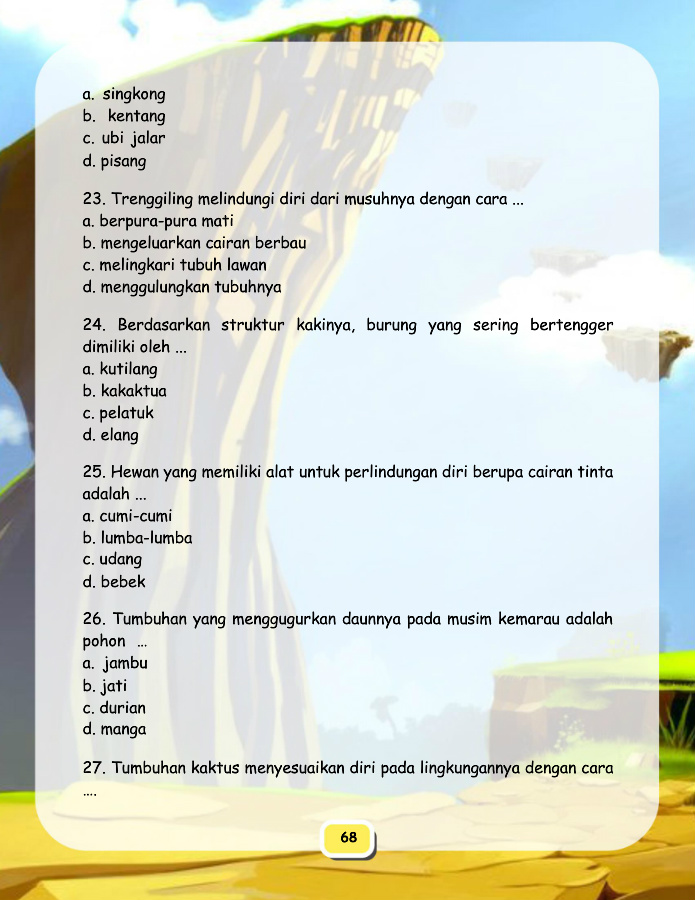 a. singkong
b. kentang
c. ubi jalar
d. pisang
23. Trenggiling melindungi diri dari musuhnya dengan cara ...
a. berpura-pura mati
b. mengeluarkan cairan berbau
c. melingkari tubuh lawan
d. menggulungkan tubuhnya
24. Berdasarkan struktur kakinya, burung yang sering bertengger
dimiliki oleh ...
a. kutilang
b. kakaktua
c. pelatuk
d. elang
25. Hewan yang memiliki alat untuk perlindungan diri berupa cairan tinta
adalah ...
a. cumi-cumi
b. lumba-lumba
c. udang
d. bebek
26. Tumbuhan yang menggugurkan daunnya pada musim kemarau adalah
pohon ...
a. jambu
b. jati
c. durian
d. manga
27. Tumbuhan kaktus menyesuaikan diri pada lingkungannya dengan cara
....
68